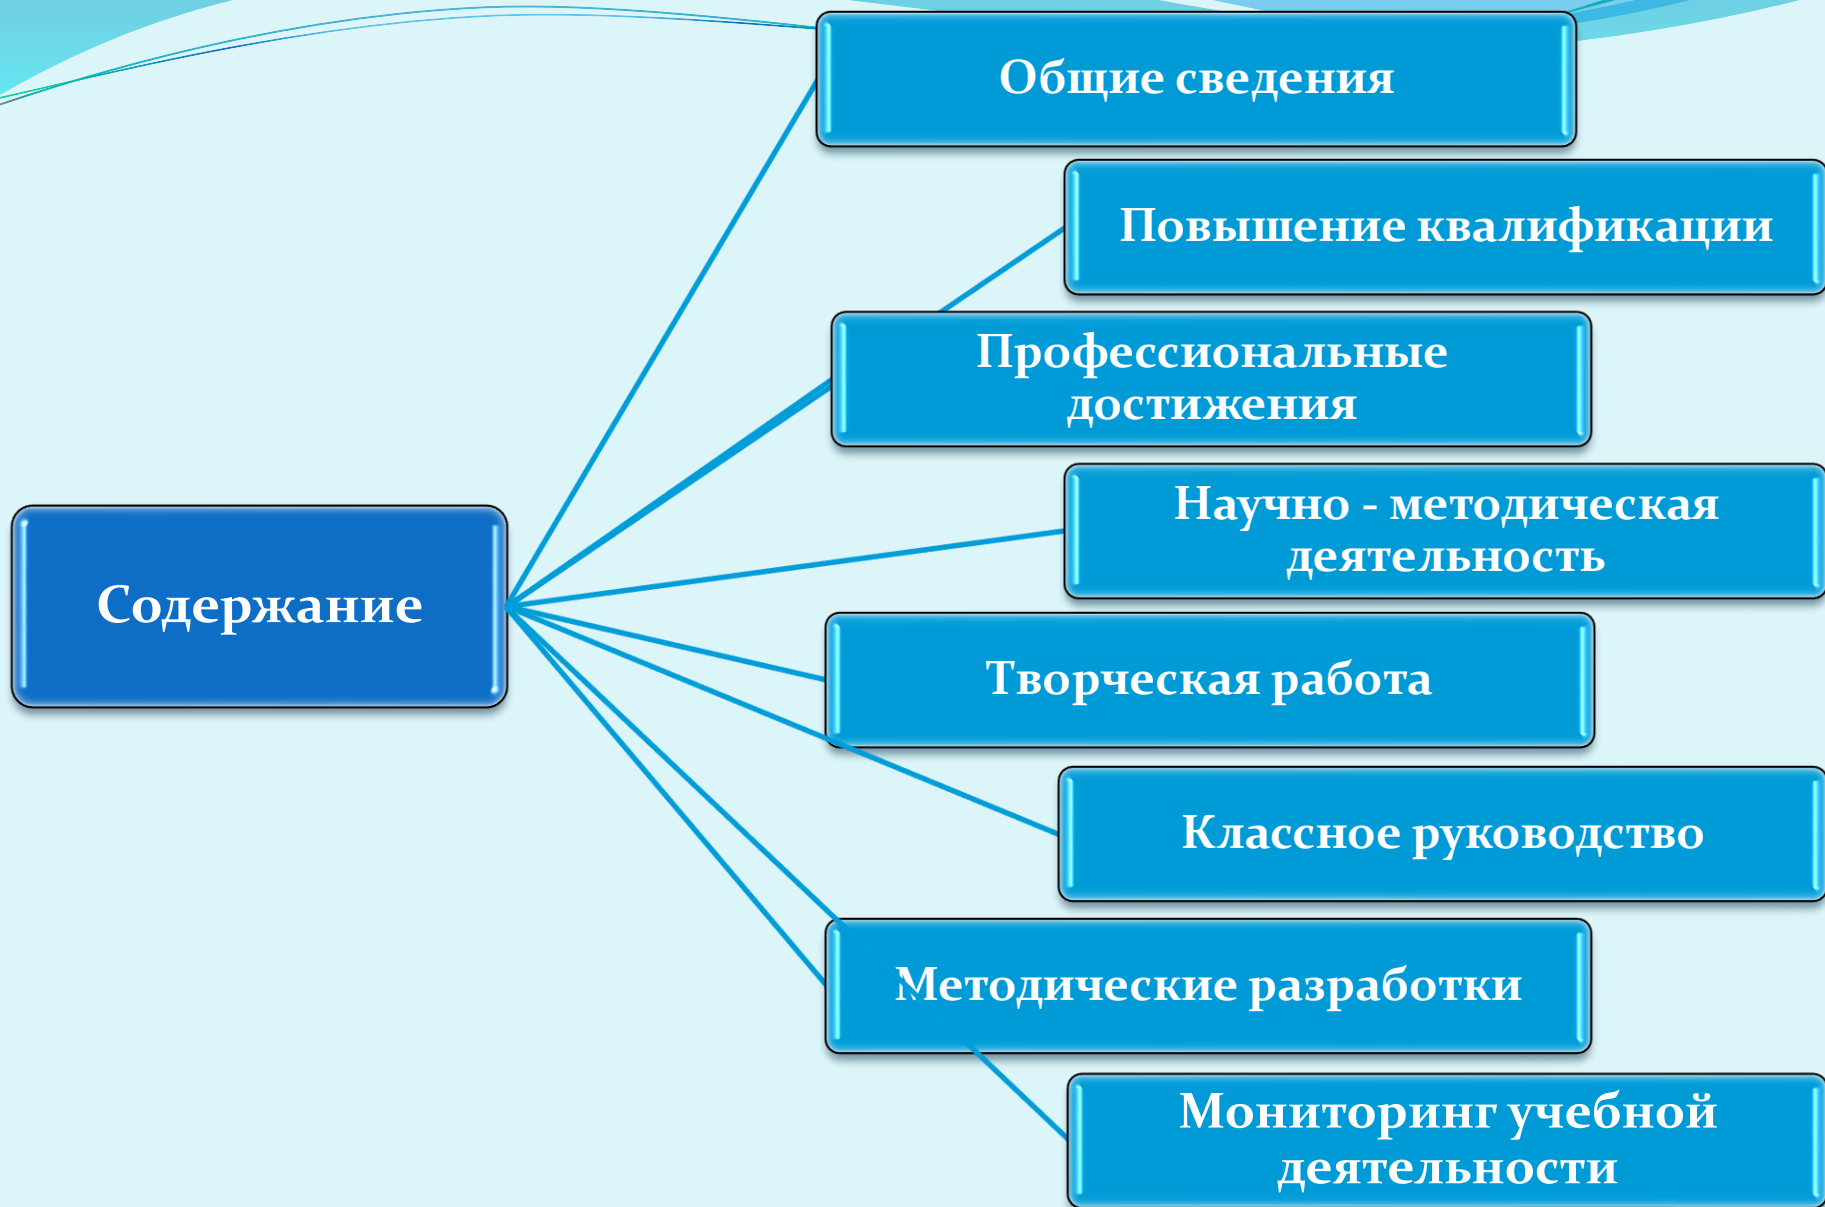 Общие сведения
Повышение квалификации
Профессиональные
достижения
Научно - методическая
деятельность
Содержание
Творческая работа
Классное руководство
Методические разработки
Мониторинг учебной
деятельности